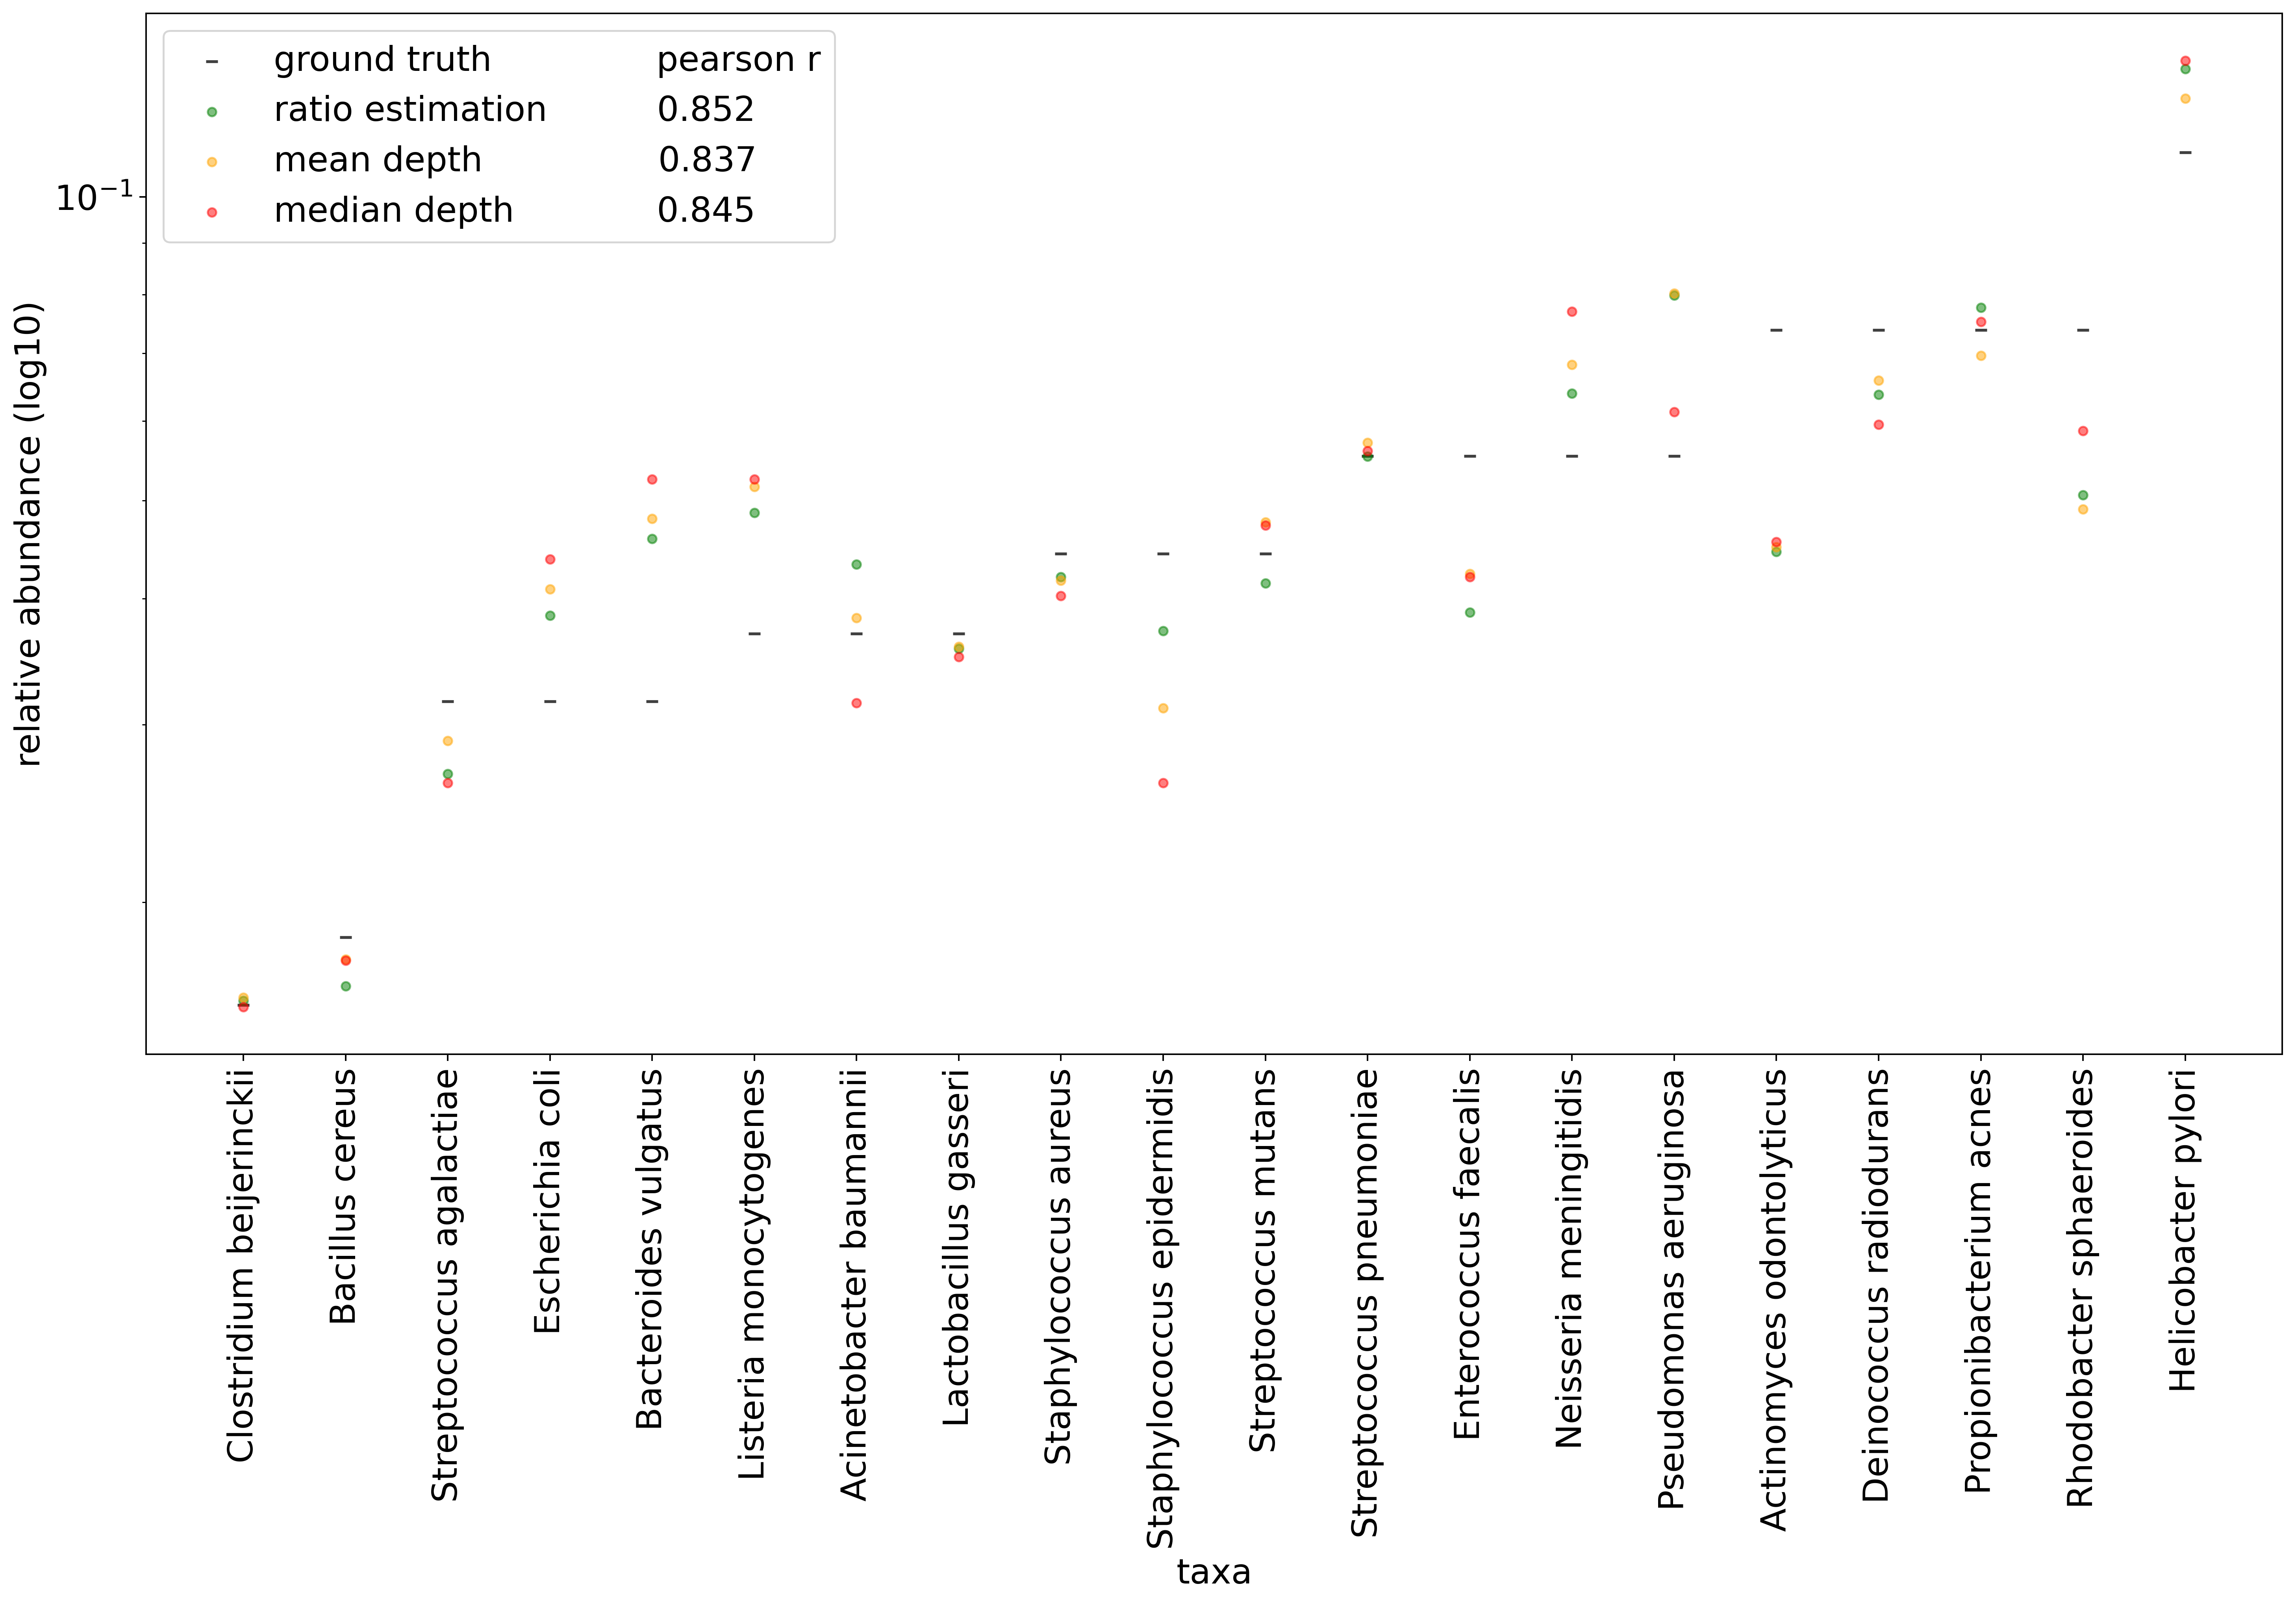 ground truth pearson r
ratio estimation 0.852
mean depth 0.837
median depth 0.845
10⁻¹
relative abundance (log10)
Clostridium beijerinckii
Bacillus cereus
Streptococcus agalactiae
Escherichia coli
Bacteroides vulgatus
Listeria monocytogenes
Acinetobacter baumannii
Lactobacillus gasseri
Staphylococcus aureus
Staphylococcus epidermidis
Streptococcus mutans
Streptococcus pneumoniae
Enterococcus faecalis
Neisseria meningitidis
Pseudomonas aeruginosa
Actinomyces odontolyticus
Deinococcus radiodurans
Propionibacterium acnes
Rhodobacter sphaeroides
Helicobacter pylori
taxa